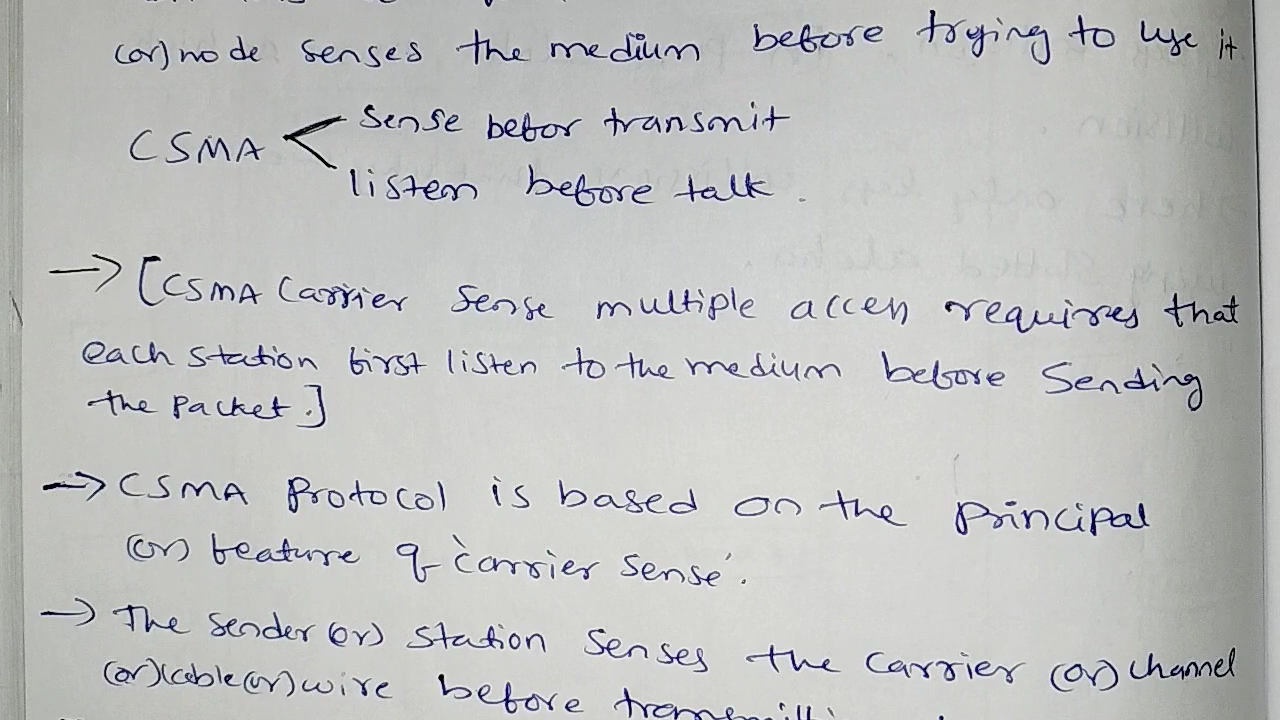 (or) node senses the medium before trying to use it
CSMA < sense befor transmit
listen before talk.
→ [CSMA Carrier Sense multiple access requires that
each station first listen to the medium before Sending
the packet.]
→ CSMA Protocol is based on the principal
(or) feature of 'carrier sense'.
→ The Sender (or) station senses the carrier (or) channel
(or) cable (or) wire before